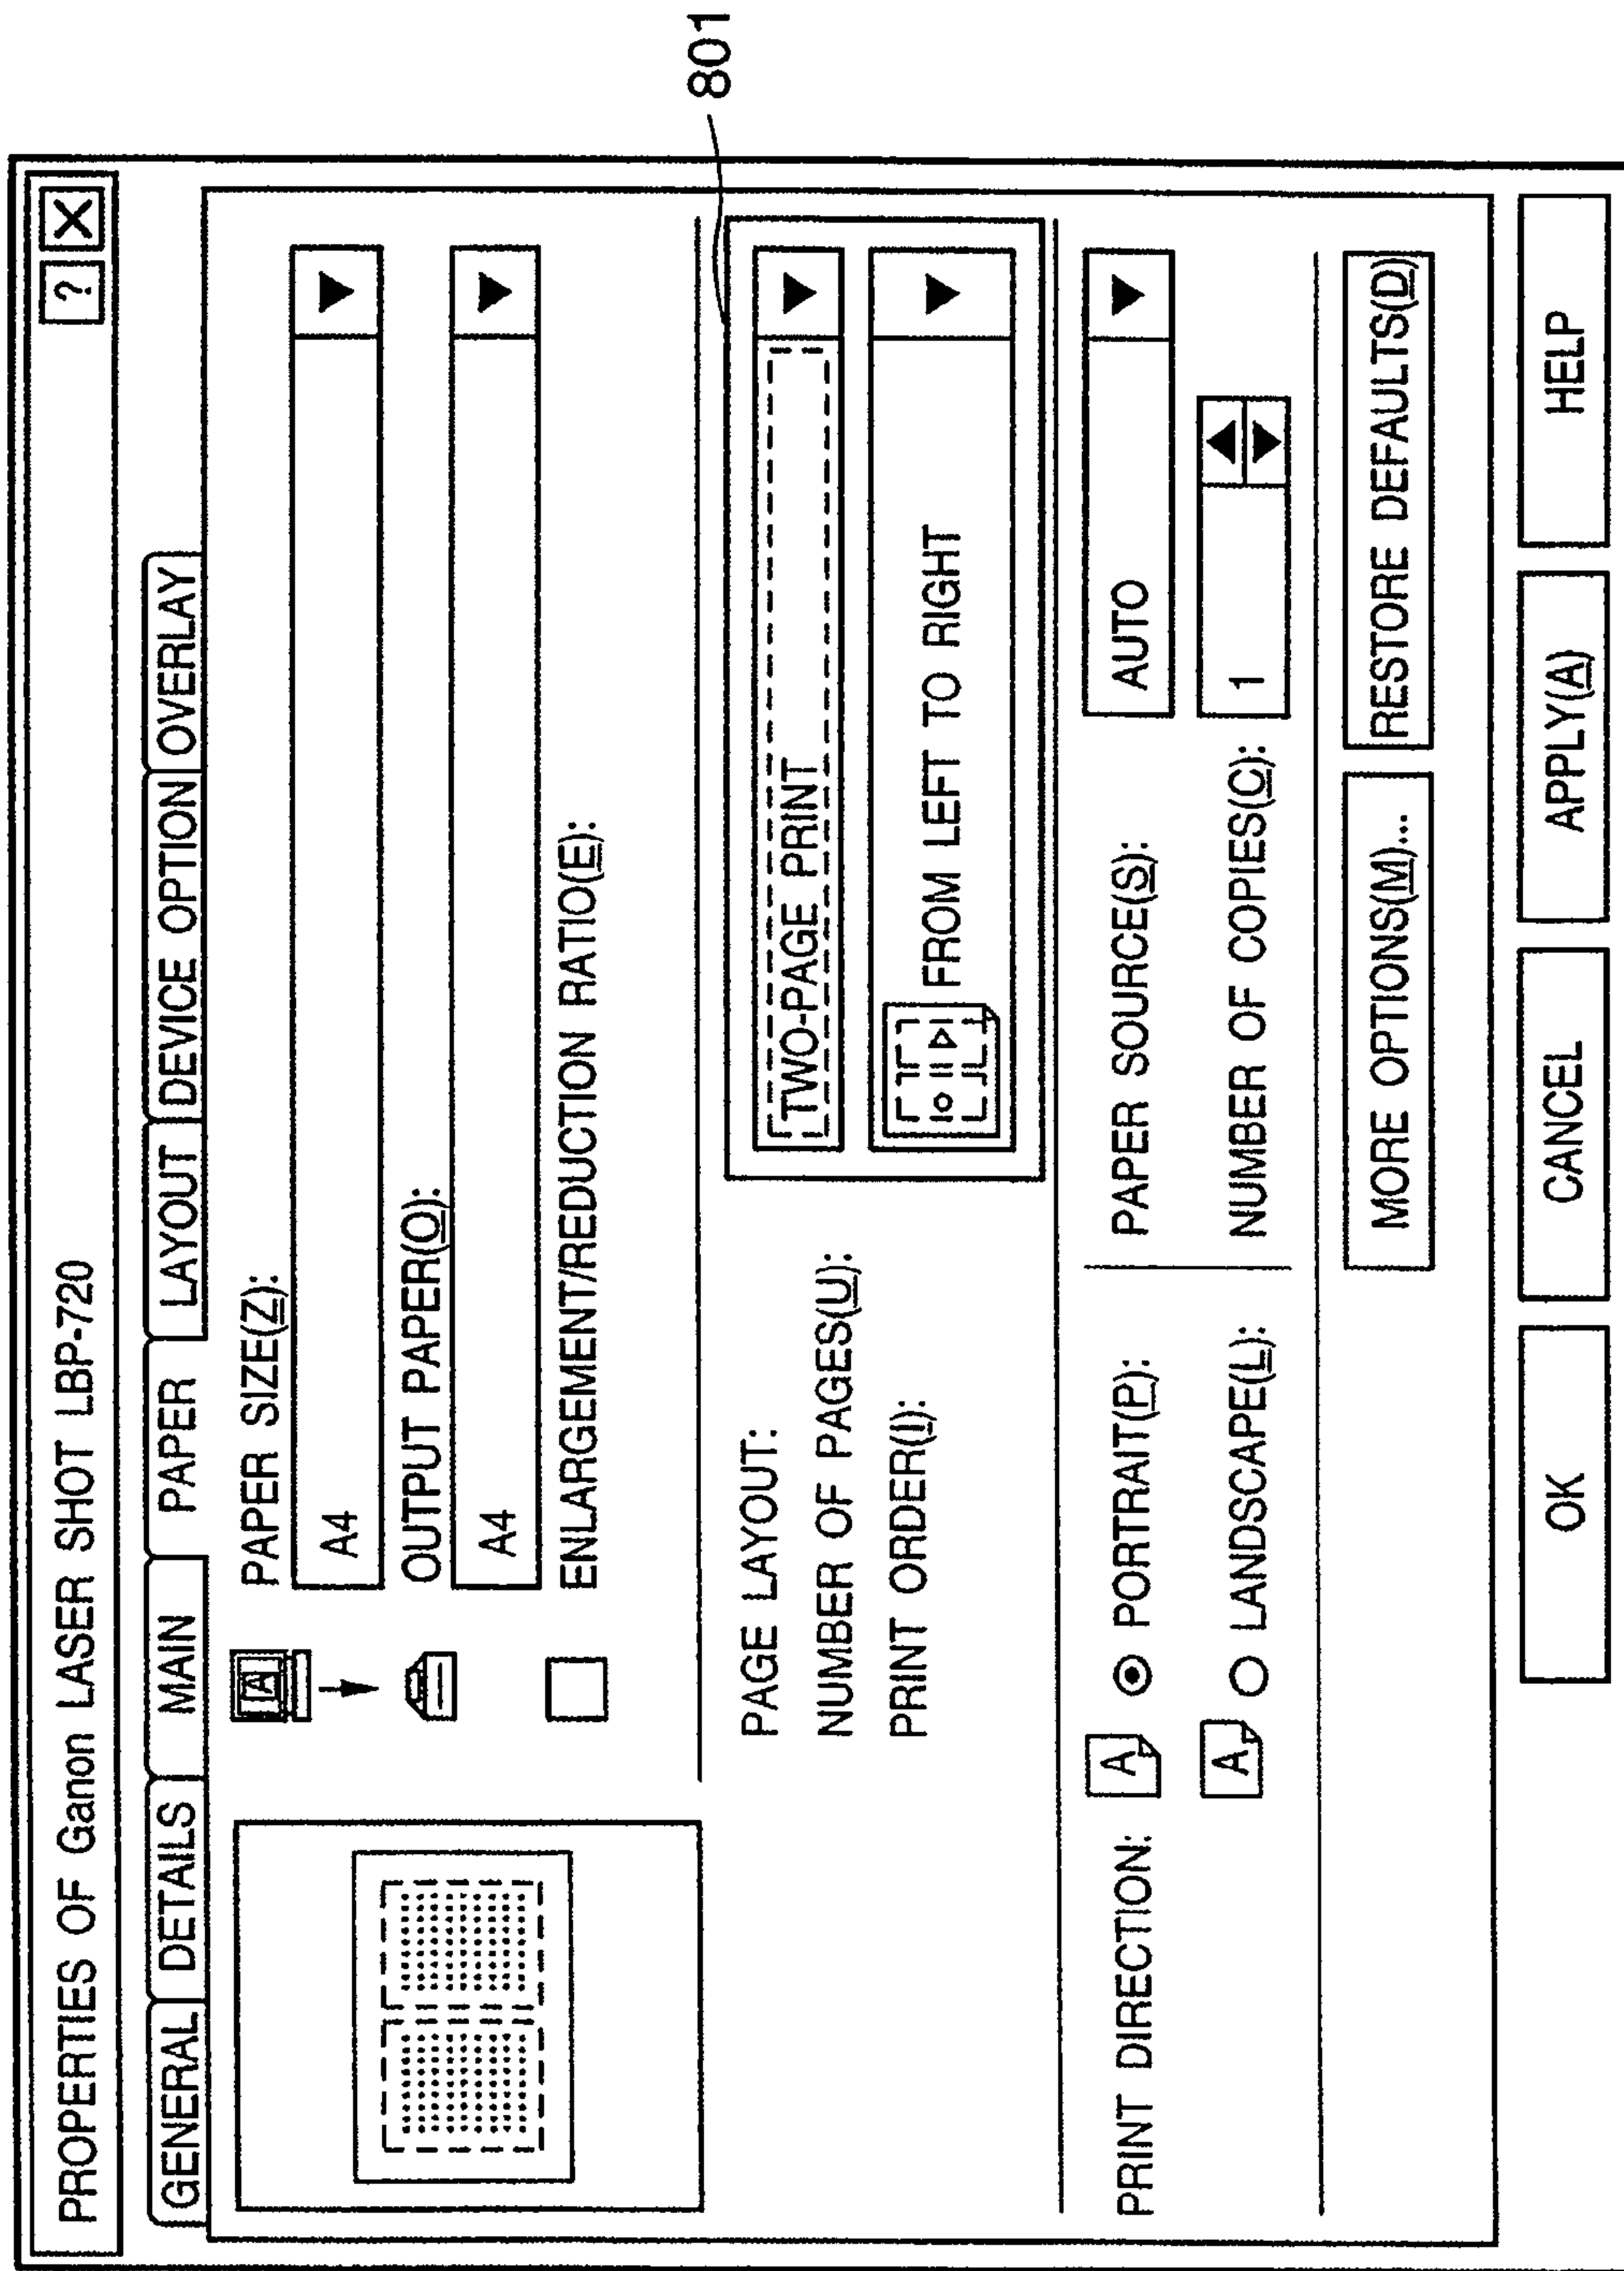 801
PROPERTIES OF Ganon LASER SHOT LBP-720
? X
GENERAL DETAILS MAIN PAPER LAYOUT DEVICE OPTION OVERLAY
A
PAPER SIZE(Z):
A4
OUTPUT PAPER(O):
A4
ENLARGEMENT/REDUCTION RATIO(E):
PAGE LAYOUT:
NUMBER OF PAGES(U):
TWO-PAGE PRINT
PRINT ORDER(I):
FROM LEFT TO RIGHT
PRINT DIRECTION:
A PORTRAIT(P):
A LANDSCAPE(L):
PAPER SOURCE(S):
AUTO
NUMBER OF COPIES(C):
1
MORE OPTIONS(M)... RESTORE DEFAULTS(D)
OK CANCEL APPLY(A) HELP